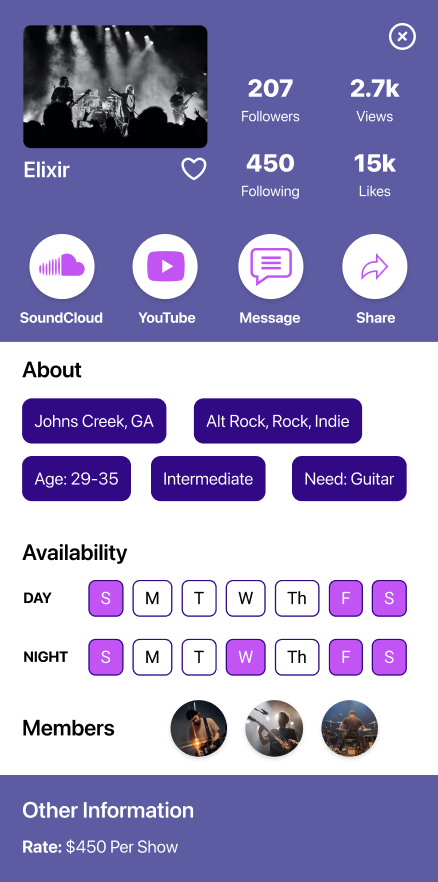 207
2.7k
Followers
Views
Elixir
450
15k
Following
Likes
SoundCloud
YouTube
Message
Share
About
Johns Creek, GA
Alt Rock, Rock, Indie
Age: 29-35
Intermediate
Need: Guitar
Availability
DAY S M T W Th F S
NIGHT S M T W Th F S
Members
Other Information
Rate: $450 Per Show